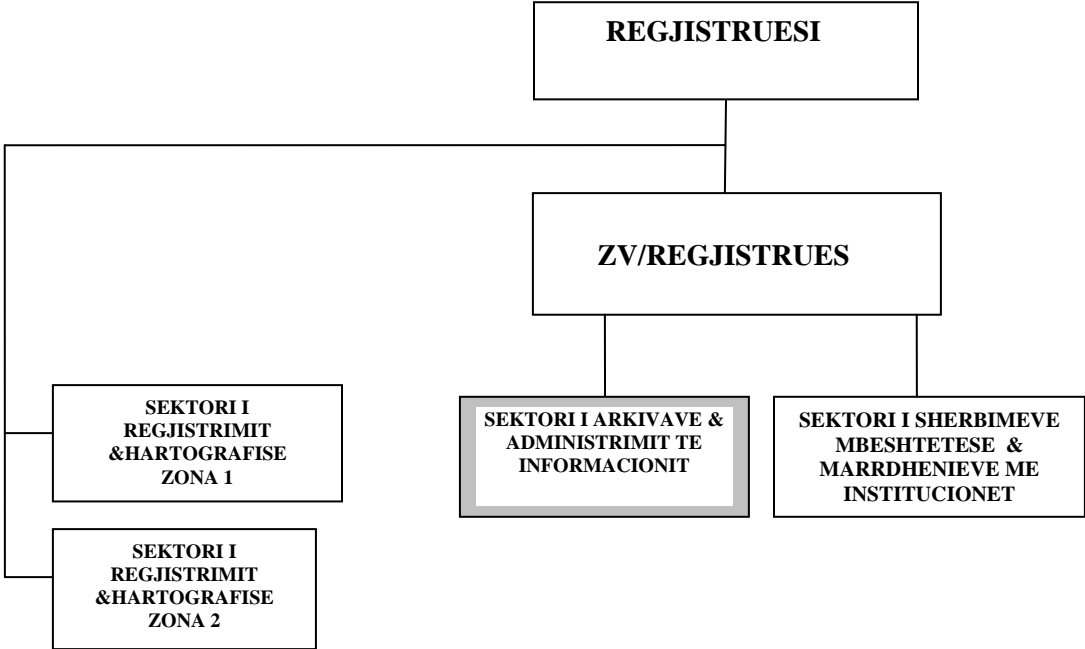 REGJISTRUESI
ZV/REGJISTRUES
SEKTORI I
REGJISTRIMIT
&HARTOGRAFISE
ZONA 1
SEKTORI I ARKIVAVE &
ADMINISTRIMIT TE
INFORMACIONIT
SEKTORI I SHERBIMEVE
MBESHTETESE &
MARRDHENIEVE ME
INSTITUCIONET
SEKTORI I
REGJISTRIMIT
&HARTOGRAFISE
ZONA 2